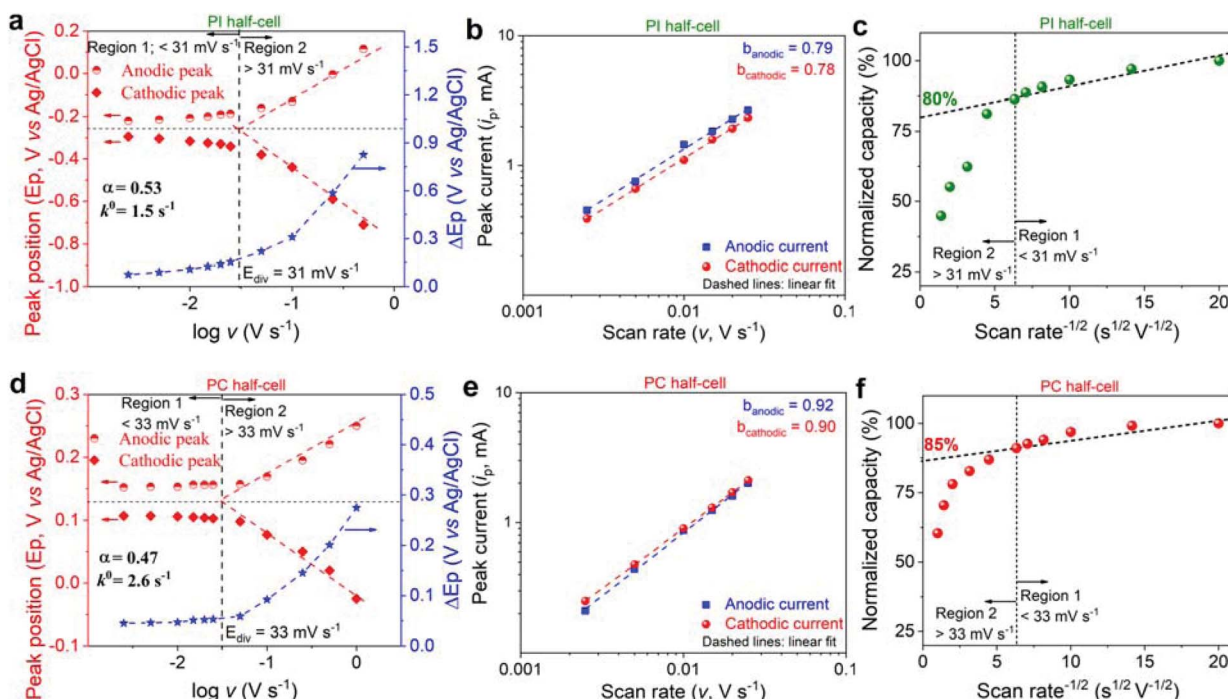 a
PI half-cell
Region 1; < 31 mV s⁻¹
Region 2
> 31 mV s⁻¹
Anodic peak
Cathodic peak
α = 0.53
k⁰= 1.5 s⁻¹
E_div = 31 mV s⁻¹
Peak position (Ep, V vs Ag/AgCl)
0.2
0.0
-0.2
-0.4
-0.6
-0.8
-1.0
ΔEp (V vs Ag/AgCl)
1.5
1.2
0.9
0.6
0.3
0.0
-2 -1 0
log v (V s⁻¹)
b
PI half-cell
b_anodic = 0.79
b_cathodic = 0.78
Anodic current
Cathodic current
Dashed lines: linear fit
Peak current (i_p, mA)
10
1
0.001 0.01 0.1
Scan rate (v, V s⁻¹)
c
PI half-cell
80%
Region 1
< 31 mV s⁻¹
Region 2
> 31 mV s⁻¹
Normalized capacity (%)
100
75
50
25
0 5 10 15 20
Scan rate⁻¹/² (s¹/² V⁻¹/²)
d
PC half-cell
Region 1
< 33 mV s⁻¹
Region 2
> 33 mV s⁻¹
Anodic peak
Cathodic peak
α = 0.47
k⁰= 2.6 s⁻¹
E_div = 33 mV s⁻¹
Peak position (Ep, V vs Ag/AgCl)
0.3
0.2
0.1
0.0
-0.1
ΔEp (V vs Ag/AgCl)
0.5
0.4
0.3
0.2
0.1
0.0
-2 -1 0
log v (V s⁻¹)
e
PC half-cell
b_anodic = 0.92
b_cathodic = 0.90
Anodic current
Cathodic current
Dashed lines: linear fit
Peak current (i_p, mA)
10
1
0.001 0.01 0.1
Scan rate (v, V s⁻¹)
f
PC half-cell
85%
Region 1
< 33 mV s⁻¹
Region 2
> 33 mV s⁻¹
Normalized capacity (%)
100
75
50
25
0 5 10 15 20
Scan rate⁻¹/² (s¹/² V⁻¹/²)